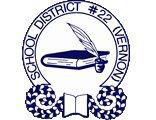 SCHOOL DISTRICT #22 (VERNON)